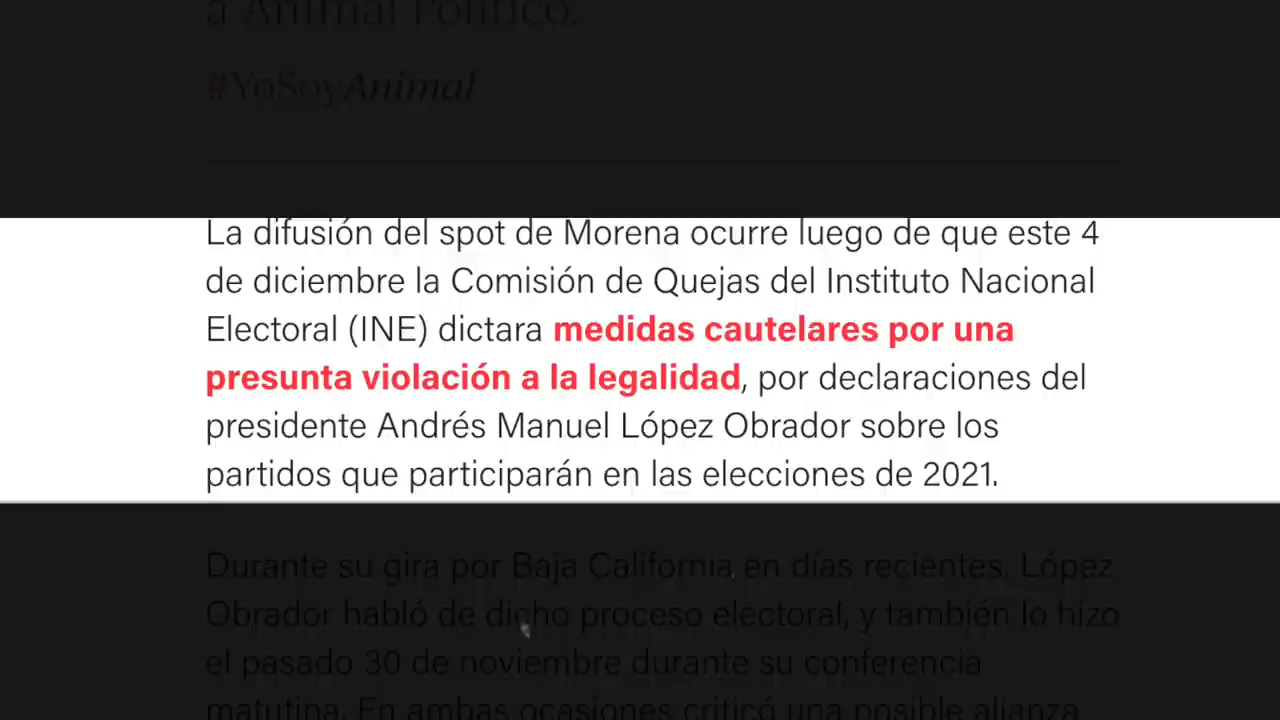 a Animal Político.
#YoSoyAnimal
La difusión del spot de Morena ocurre luego de que este 4
de diciembre la Comisión de Quejas del Instituto Nacional
Electoral (INE) dictara medidas cautelares por una
presunta violación a la legalidad, por declaraciones del
presidente Andrés Manuel López Obrador sobre los
partidos que participarán en las elecciones de 2021.
Durante su gira por Baja California en días recientes, López
Obrador habló de dicho proceso electoral, y también lo hizo
el pasado 30 de noviembre durante su conferencia
matutina. En ambas ocasiones criticó una posible alianza